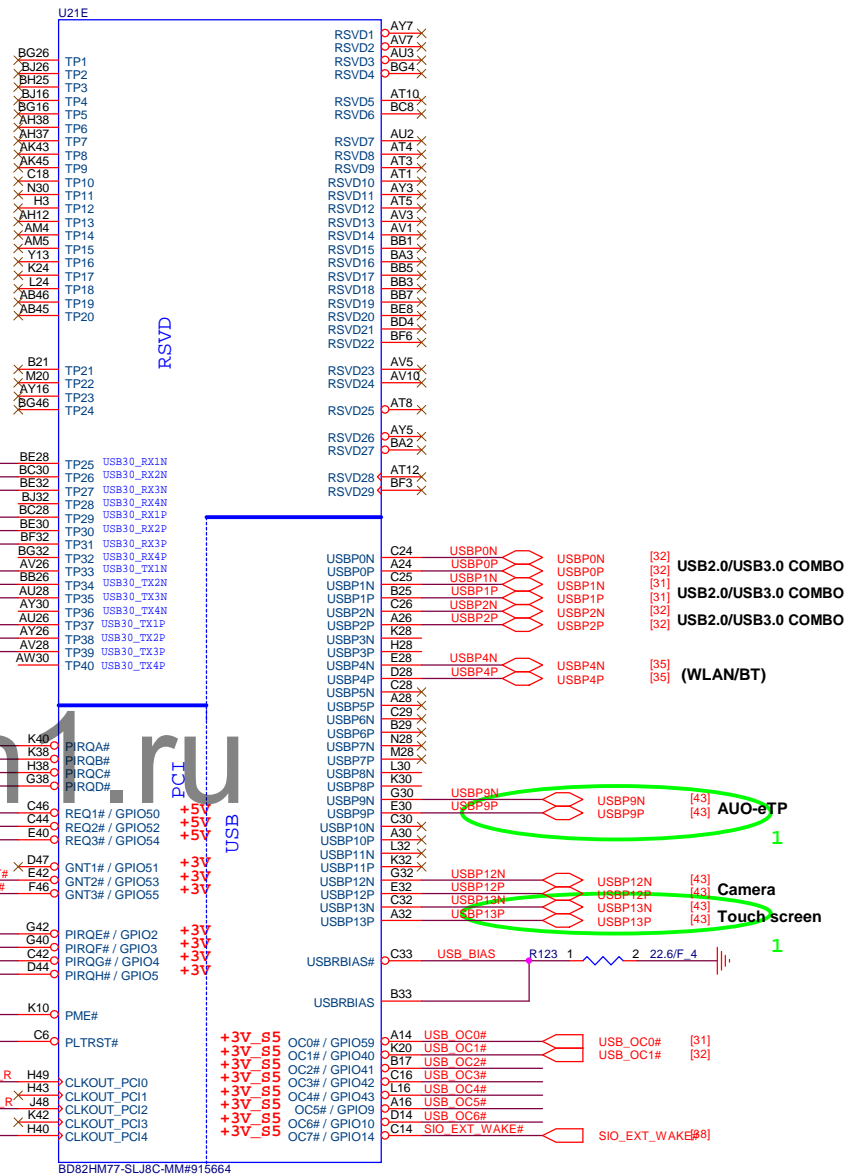 U21E
BG26 TP1
BJ26 TP2
BH25 TP3
BJ16 TP4
BG16 TP5
AH38 TP6
AH37 TP7
AK43 TP8
AK45 TP9
C18 TP10
N30 TP11
H3 TP12
AH12 TP13
AM4 TP14
AM5 TP15
Y13 TP16
K24 TP17
L24 TP18
AB46 TP19
AB45 TP20
B21 TP21
M20 TP22
AY16 TP23
BG46 TP24
RSVD
BE28 TP25 USB30_RX1N
BC30 TP26 USB30_RX2N
BE32 TP27 USB30_RX3N
BJ32 TP28 USB30_RX4N
BC28 TP29 USB30_RX1P
BE30 TP30 USB30_RX2P
BF32 TP31 USB30_RX3P
BG32 TP32 USB30_RX4P
AV26 TP33 USB30_TX1N
BB26 TP34 USB30_TX2N
AU28 TP35 USB30_TX3N
AY30 TP36 USB30_TX4N
AU26 TP37 USB30_TX1P
AY26 TP38 USB30_TX2P
AV28 TP39 USB30_TX3P
AW30 TP40 USB30_TX4P
K40 PIRQA#
K38 PIRQB#
H38 PIRQC#
G38 PIRQD#
PCI
C46 REQ1# / GPIO50 +5V
C44 REQ2# / GPIO52 +5V
E40 REQ3# / GPIO54 +5V
USB
D47 GNT1# / GPIO51 +3V
# E42 GNT2# / GPIO53 +3V
# F46 GNT3# / GPIO55 +3V
G42 PIRQE# / GPIO2 +3V
G40 PIRQF# / GPIO3 +3V
C42 PIRQG# / GPIO4 +3V
D44 PIRQH# / GPIO5 +3V
K10 PME#
C6 PLTRST#
R H49 CLKOUT_PCI0
H43 CLKOUT_PCI1
R J48 CLKOUT_PCI2
K42 CLKOUT_PCI3
H40 CLKOUT_PCI4
RSVD1 AY7
RSVD2 AV7
RSVD3 AU3
RSVD4 BG4
RSVD5 AT10
RSVD6 BC8
RSVD7 AU2
RSVD8 AT4
RSVD9 AT3
RSVD10 AT1
RSVD11 AY3
RSVD12 AT5
RSVD13 AV3
RSVD14 AV1
RSVD15 BB1
RSVD16 BA3
RSVD17 BB5
RSVD18 BB3
RSVD19 BB7
RSVD20 BE8
RSVD21 BD4
RSVD22 BF6
RSVD23 AV5
RSVD24 AV10
RSVD25 AT8
RSVD26 AY5
RSVD27 BA2
RSVD28 AT12
RSVD29 BF3
USBP0N C24 USBP0N USBP0N [32]
USBP0P A24 USBP0P USBP0P [32] USB2.0/USB3.0 COMBO
USBP1N C25 USBP1N USBP1N [31]
USBP1P B25 USBP1P USBP1P [31] USB2.0/USB3.0 COMBO
USBP2N C26 USBP2N USBP2N [32]
USBP2P A26 USBP2P USBP2P [32] USB2.0/USB3.0 COMBO
USBP3N K28
USBP3P H28
USBP4N E28 USBP4N USBP4N [35]
USBP4P D28 USBP4P USBP4P [35] (WLAN/BT)
USBP5N C28
USBP5P A28
USBP6N C29
USBP6P B29
USBP7N N28
USBP7P M28
USBP8N L30
USBP8P K30
USBP9N G30 USBP9N USBP9N [43]
USBP9P E30 USBP9P USBP9P [43] AUO-eTP
1
USBP10N C30
USBP10P A30
USBP11N L32
USBP11P K32
USBP12N G32 USBP12N USBP12N [43]
USBP12P E32 USBP12P USBP12P [43] Camera
USBP13N C32 USBP13N USBP13N [43]
USBP13P A32 USBP13P USBP13P [43] Touch screen
1
USBRBIAS# C33 USB_BIAS R123 1 2 22.6/F_4
USBRBIAS B33
+3V_S5 OC0# / GPIO59 A14 USB_OC0# USB_OC0# [31]
+3V_S5 OC1# / GPIO40 K20 USB_OC1# USB_OC1# [32]
+3V_S5 OC2# / GPIO41 B17 USB_OC2#
+3V_S5 OC3# / GPIO42 C16 USB_OC3#
+3V_S5 OC4# / GPIO43 L16 USB_OC4#
+3V_S5 OC5# / GPIO9 A16 USB_OC5#
+3V_S5 OC6# / GPIO10 D14 USB_OC6#
+3V_S5 OC7# / GPIO14 C14 SIO_EXT_WAKE# SIO_EXT_WAKE# [38]
BD82HM77-SLJ8C-MM#915664
n1.ru